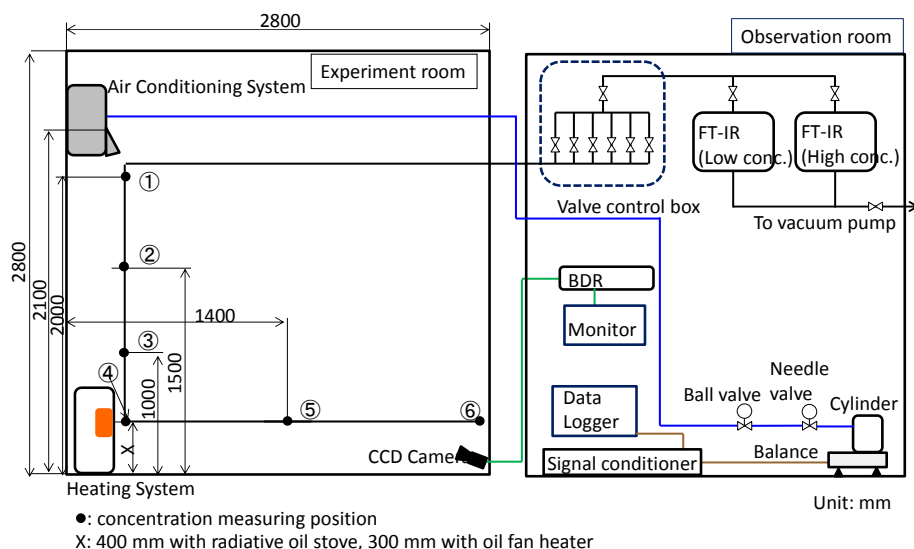 2800
Observation room
Experiment room
Air Conditioning System
FT-IR
(Low conc.)
FT-IR
(High conc.)
①
Valve control box
To vacuum pump
②
2800
2100
2000
BDR
1400
Monitor
③
1500
1000
④
Needle
valve
Ball valve
Cylinder
Data
Logger
⑤
⑥
X
CCD Camera
Signal conditioner
Balance
Heating System
Unit: mm
●: concentration measuring position
X: 400 mm with radiative oil stove, 300 mm with oil fan heater